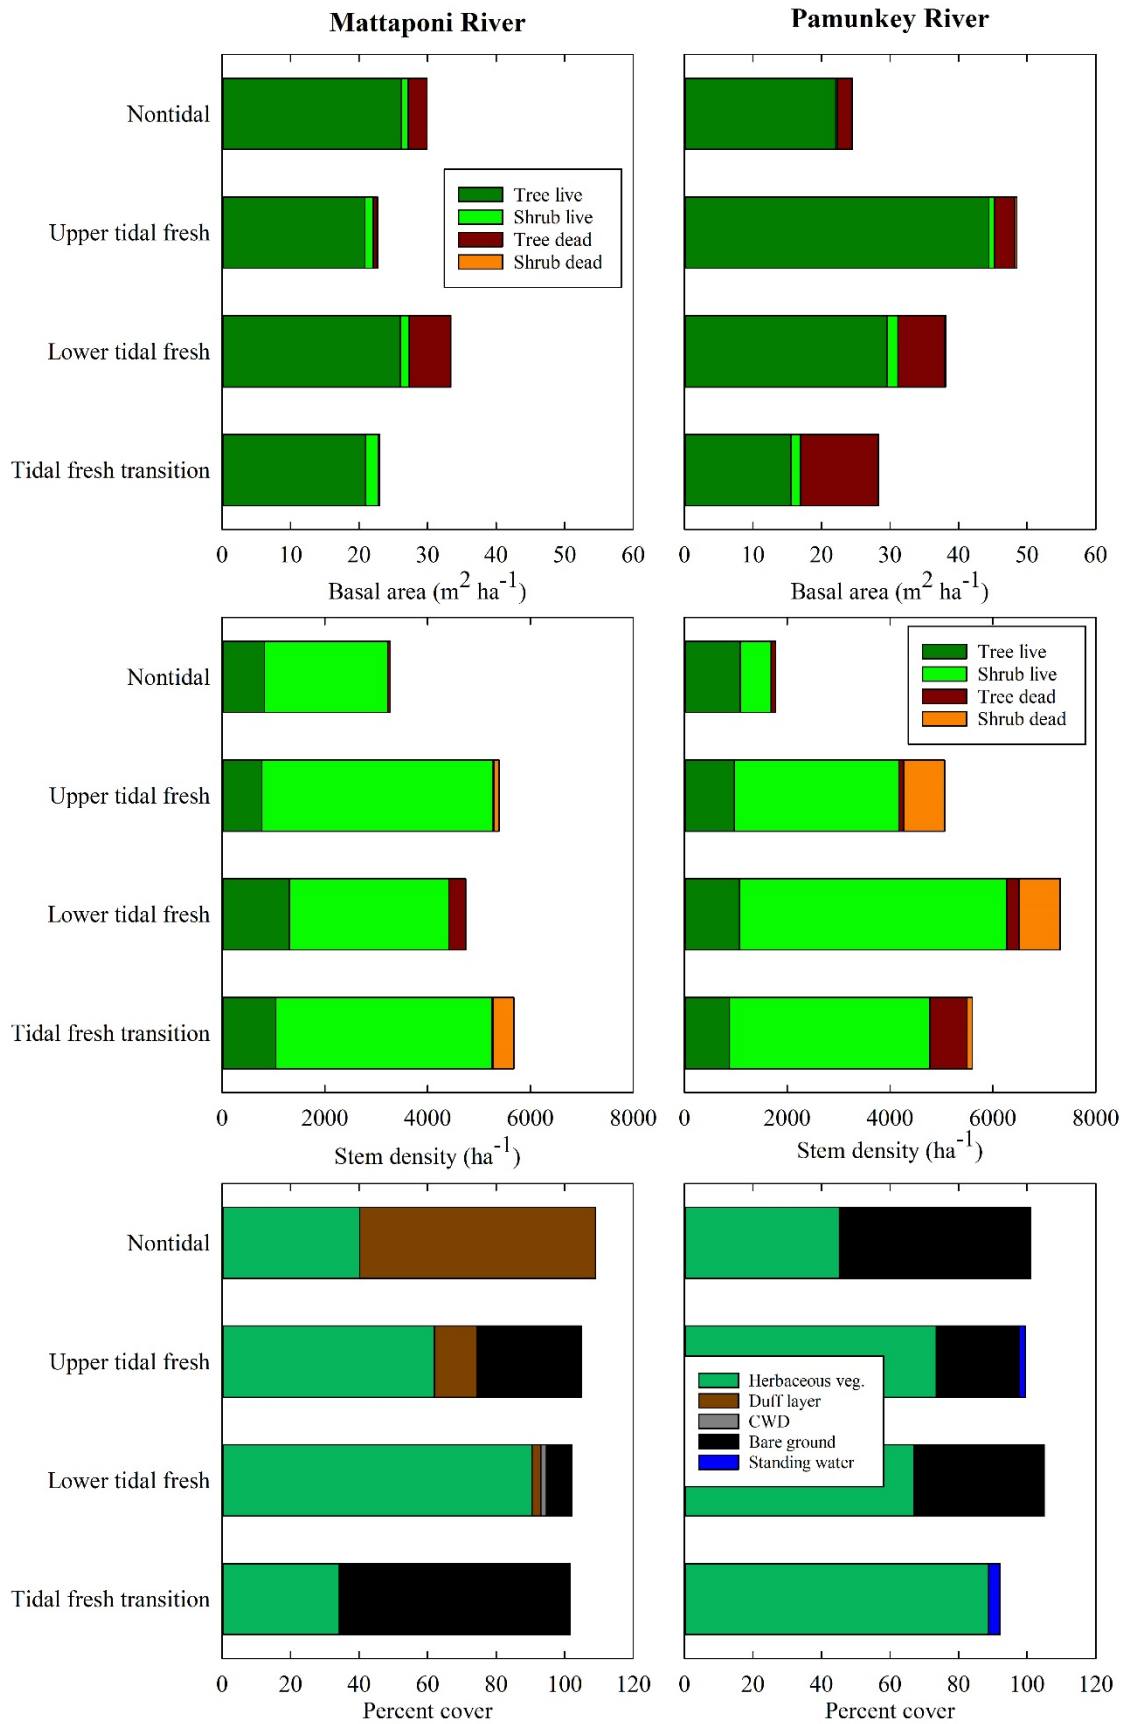 Mattaponi River
Pamunkey River
Nontidal
Upper tidal fresh
Lower tidal fresh
Tidal fresh transition
Tree live
Shrub live
Tree dead
Shrub dead
0 10 20 30 40 50 60
Basal area (m² ha⁻¹)
0 10 20 30 40 50 60
Basal area (m² ha⁻¹)
Nontidal
Upper tidal fresh
Lower tidal fresh
Tidal fresh transition
Tree live
Shrub live
Tree dead
Shrub dead
0 2000 4000 6000 8000
Stem density (ha⁻¹)
0 2000 4000 6000 8000
Stem density (ha⁻¹)
Nontidal
Upper tidal fresh
Lower tidal fresh
Tidal fresh transition
Herbaceous veg.
Duff layer
CWD
Bare ground
Standing water
0 20 40 60 80 100 120
Percent cover
0 20 40 60 80 100 120
Percent cover